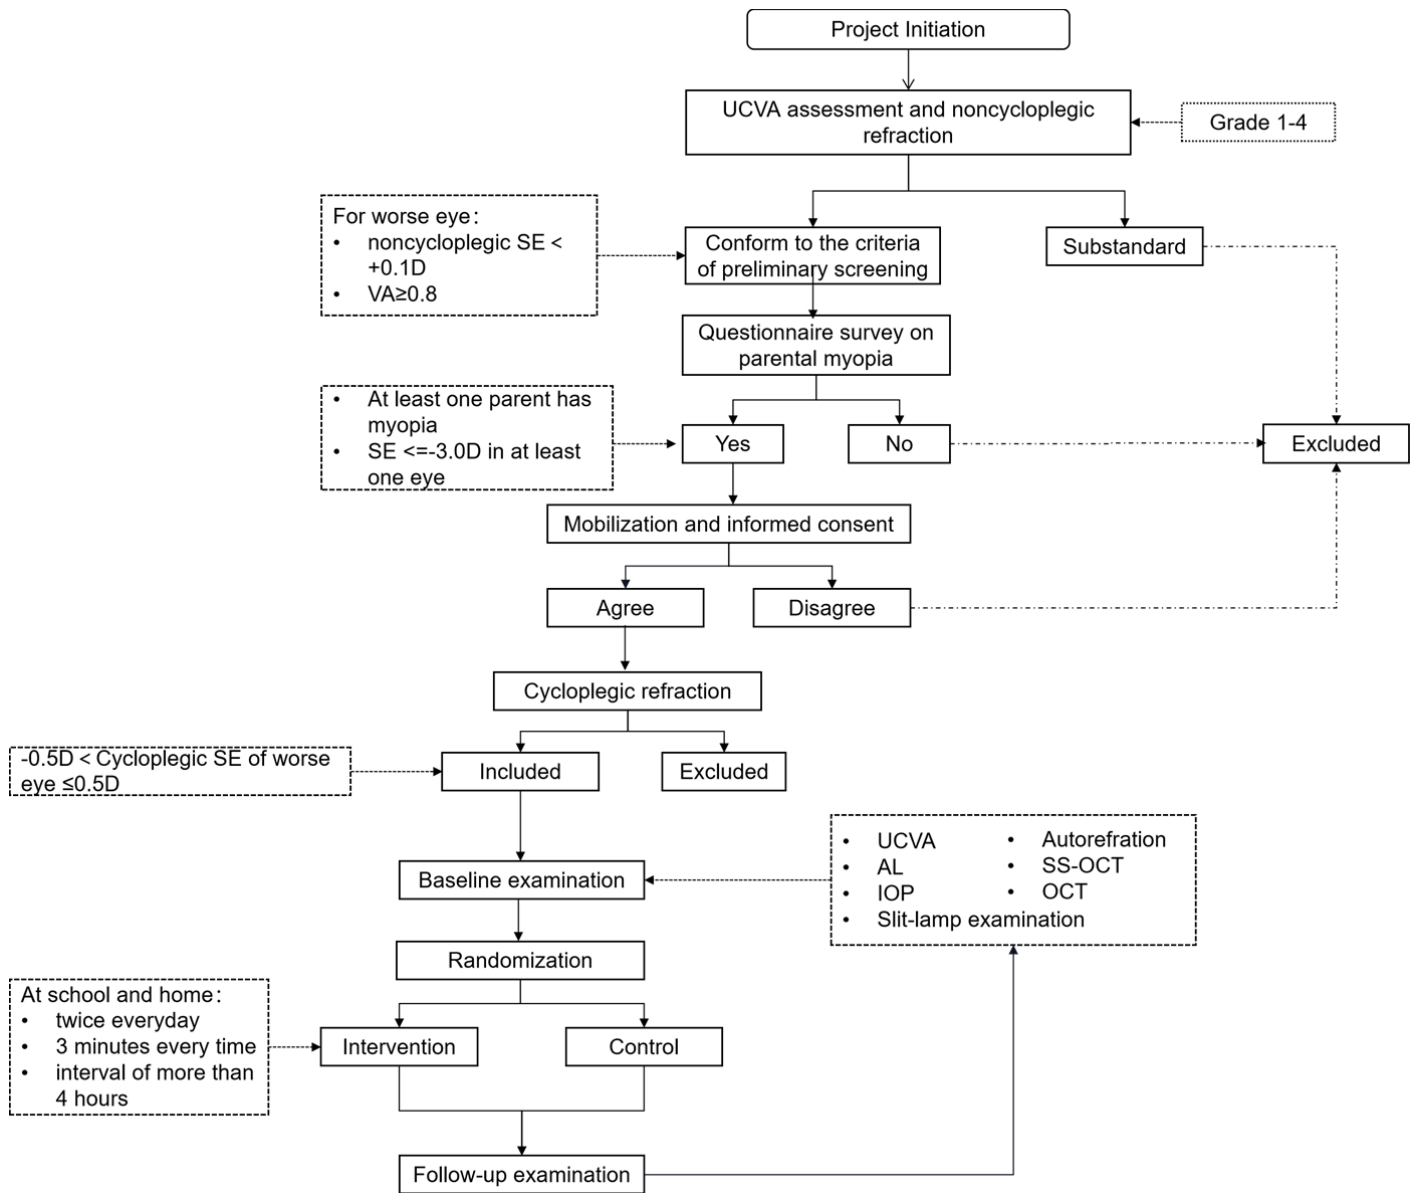 Project Initiation
UCVA assessment and noncycloplegic
refraction
Grade 1-4
For worse eye:
• noncycloplegic SE <
+0.1D
• VA≥0.8
Conform to the criteria
of preliminary screening
Substandard
Questionnaire survey on
parental myopia
• At least one parent has
myopia
• SE <=-3.0D in at least
one eye
Yes
No
Excluded
Mobilization and informed consent
Agree
Disagree
Cycloplegic refraction
-0.5D < Cycloplegic SE of worse
eye ≤0.5D
Included
Excluded
• UCVA
• AL
• IOP
• Slit-lamp examination
• Autorefration
• SS-OCT
• OCT
Baseline examination
Randomization
At school and home:
• twice everyday
• 3 minutes every time
• interval of more than
4 hours
Intervention
Control
Follow-up examination